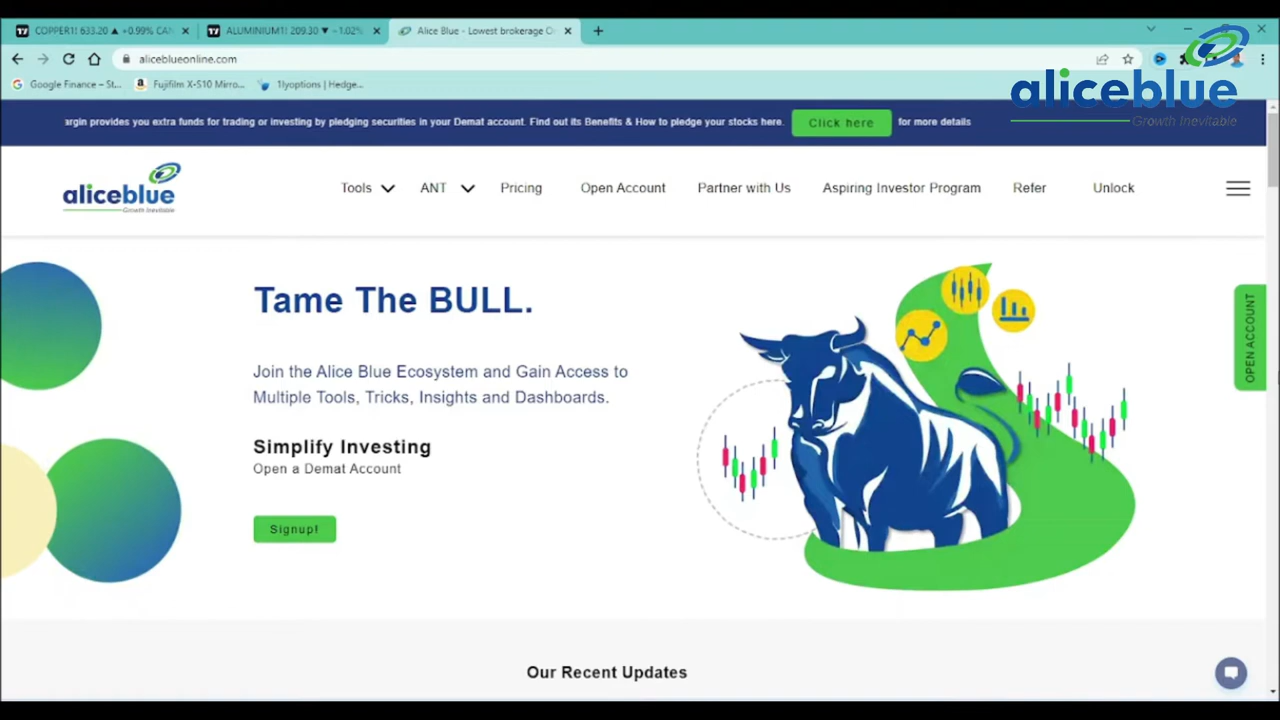 COPPER1! 633.20 ▲ +0.99% CAN
ALUMINIUM1! 209.30 ▼ −1.02%
Alice Blue - Lowest brokerage O
aliceblueonline.com
Google Finance - St...
Fujifilm X-S10 Mirro...
1lyoptions | Hedge...
aliceblue
Growth Inevitable
argin provides you extra funds for trading or investing by pledging securities in your Demat account. Find out its Benefits & How to pledge your stocks here.
Click here
for more details
aliceblue
Growth Inevitable
Tools
ANT
Pricing
Open Account
Partner with Us
Aspiring Investor Program
Refer
Unlock
Tame The BULL.
Join the Alice Blue Ecosystem and Gain Access to
Multiple Tools, Tricks, Insights and Dashboards.
Simplify Investing
Open a Demat Account
Signup!
OPEN ACCOUNT
Our Recent Updates